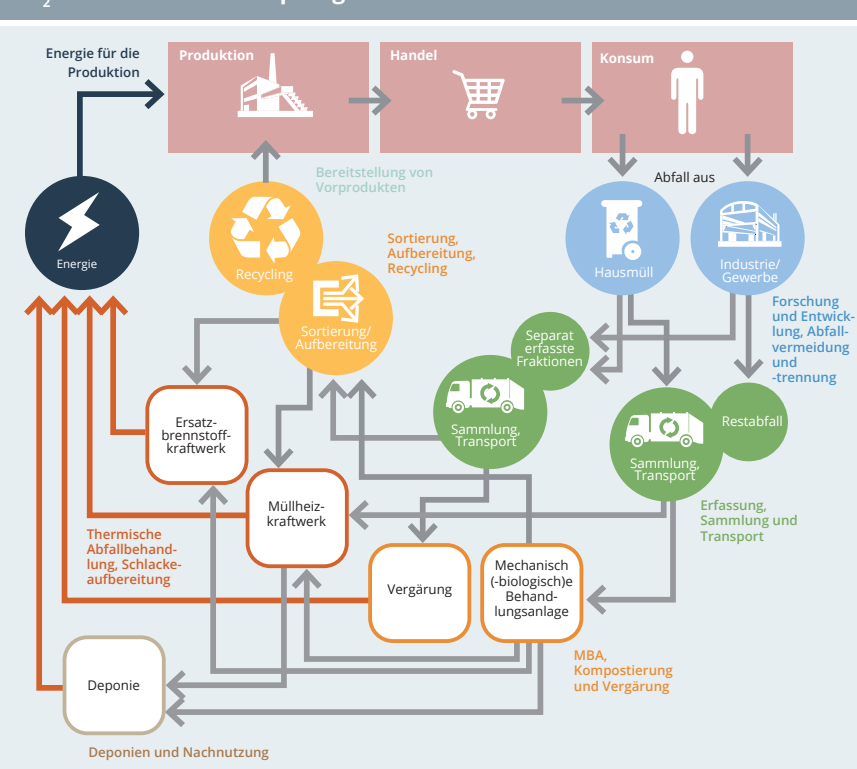 2
Energie für die
Produktion
Produktion
Handel
Konsum
Bereitstellung von
Vorprodukten
Abfall aus
Energie
Recycling
Sortierung,
Aufbereitung,
Recycling
Hausmüll
Industrie/
Gewerbe
Sortierung/
Aufbereitung
Separat
erfasste
Fraktionen
Forschung
und Entwick-
lung, Abfall-
vermeidung
und
-trennung
Ersatz-
brennstoff-
kraftwerk
Sammlung,
Transport
Restabfall
Sammlung,
Transport
Müllheiz-
kraftwerk
Erfassung,
Sammlung und
Transport
Thermische
Abfallbehand-
lung, Schlacke-
aufbereitung
Vergärung
Mechanisch
(-biologisch)e
Behand-
lungsanlage
Deponie
MBA,
Kompostierung
und Vergärung
Deponien und Nachnutzung